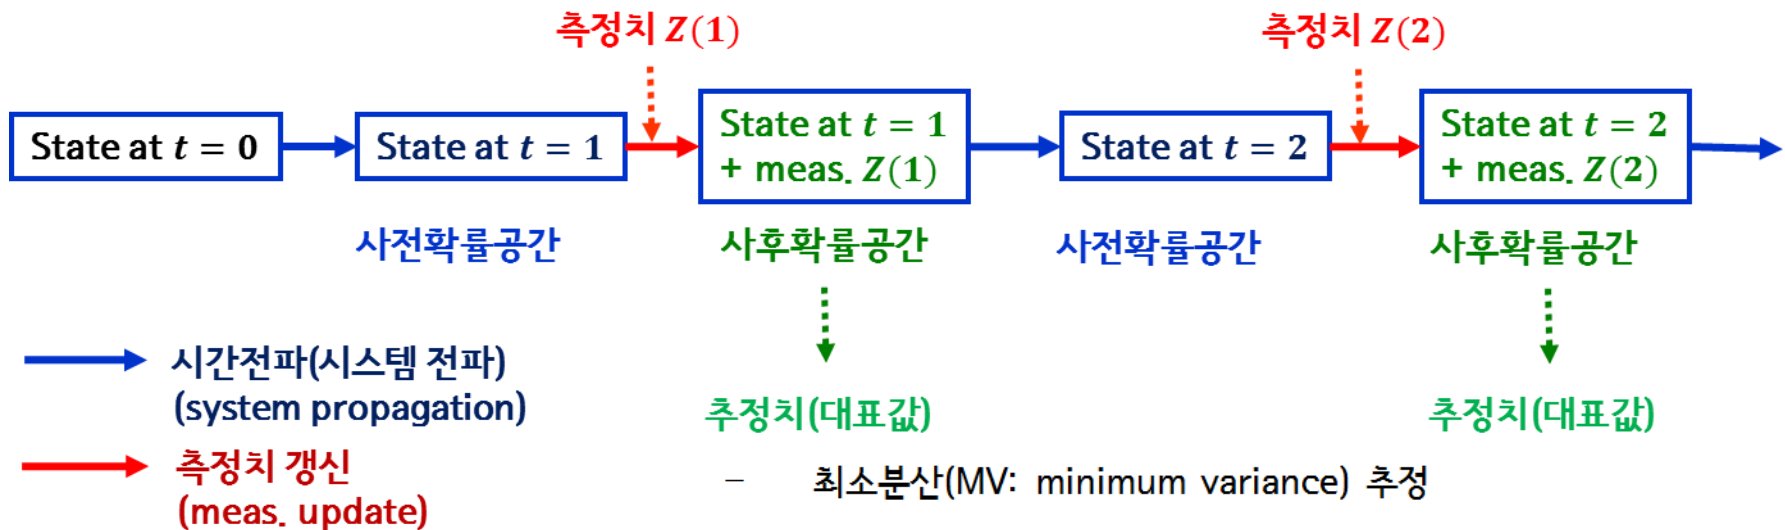 측정치 Z(1)
측정치 Z(2)
State at t = 0
State at t = 1
State at t = 1
+ meas. Z(1)
State at t = 2
State at t = 2
+ meas. Z(2)
사전확률공간
사후확률공간
사전확률공간
사후확률공간
시간전파(시스템 전파)
(system propagation)
추정치(대표값)
추정치(대표값)
측정치 갱신
(meas. update)
– 최소분산(MV: minimum variance) 추정